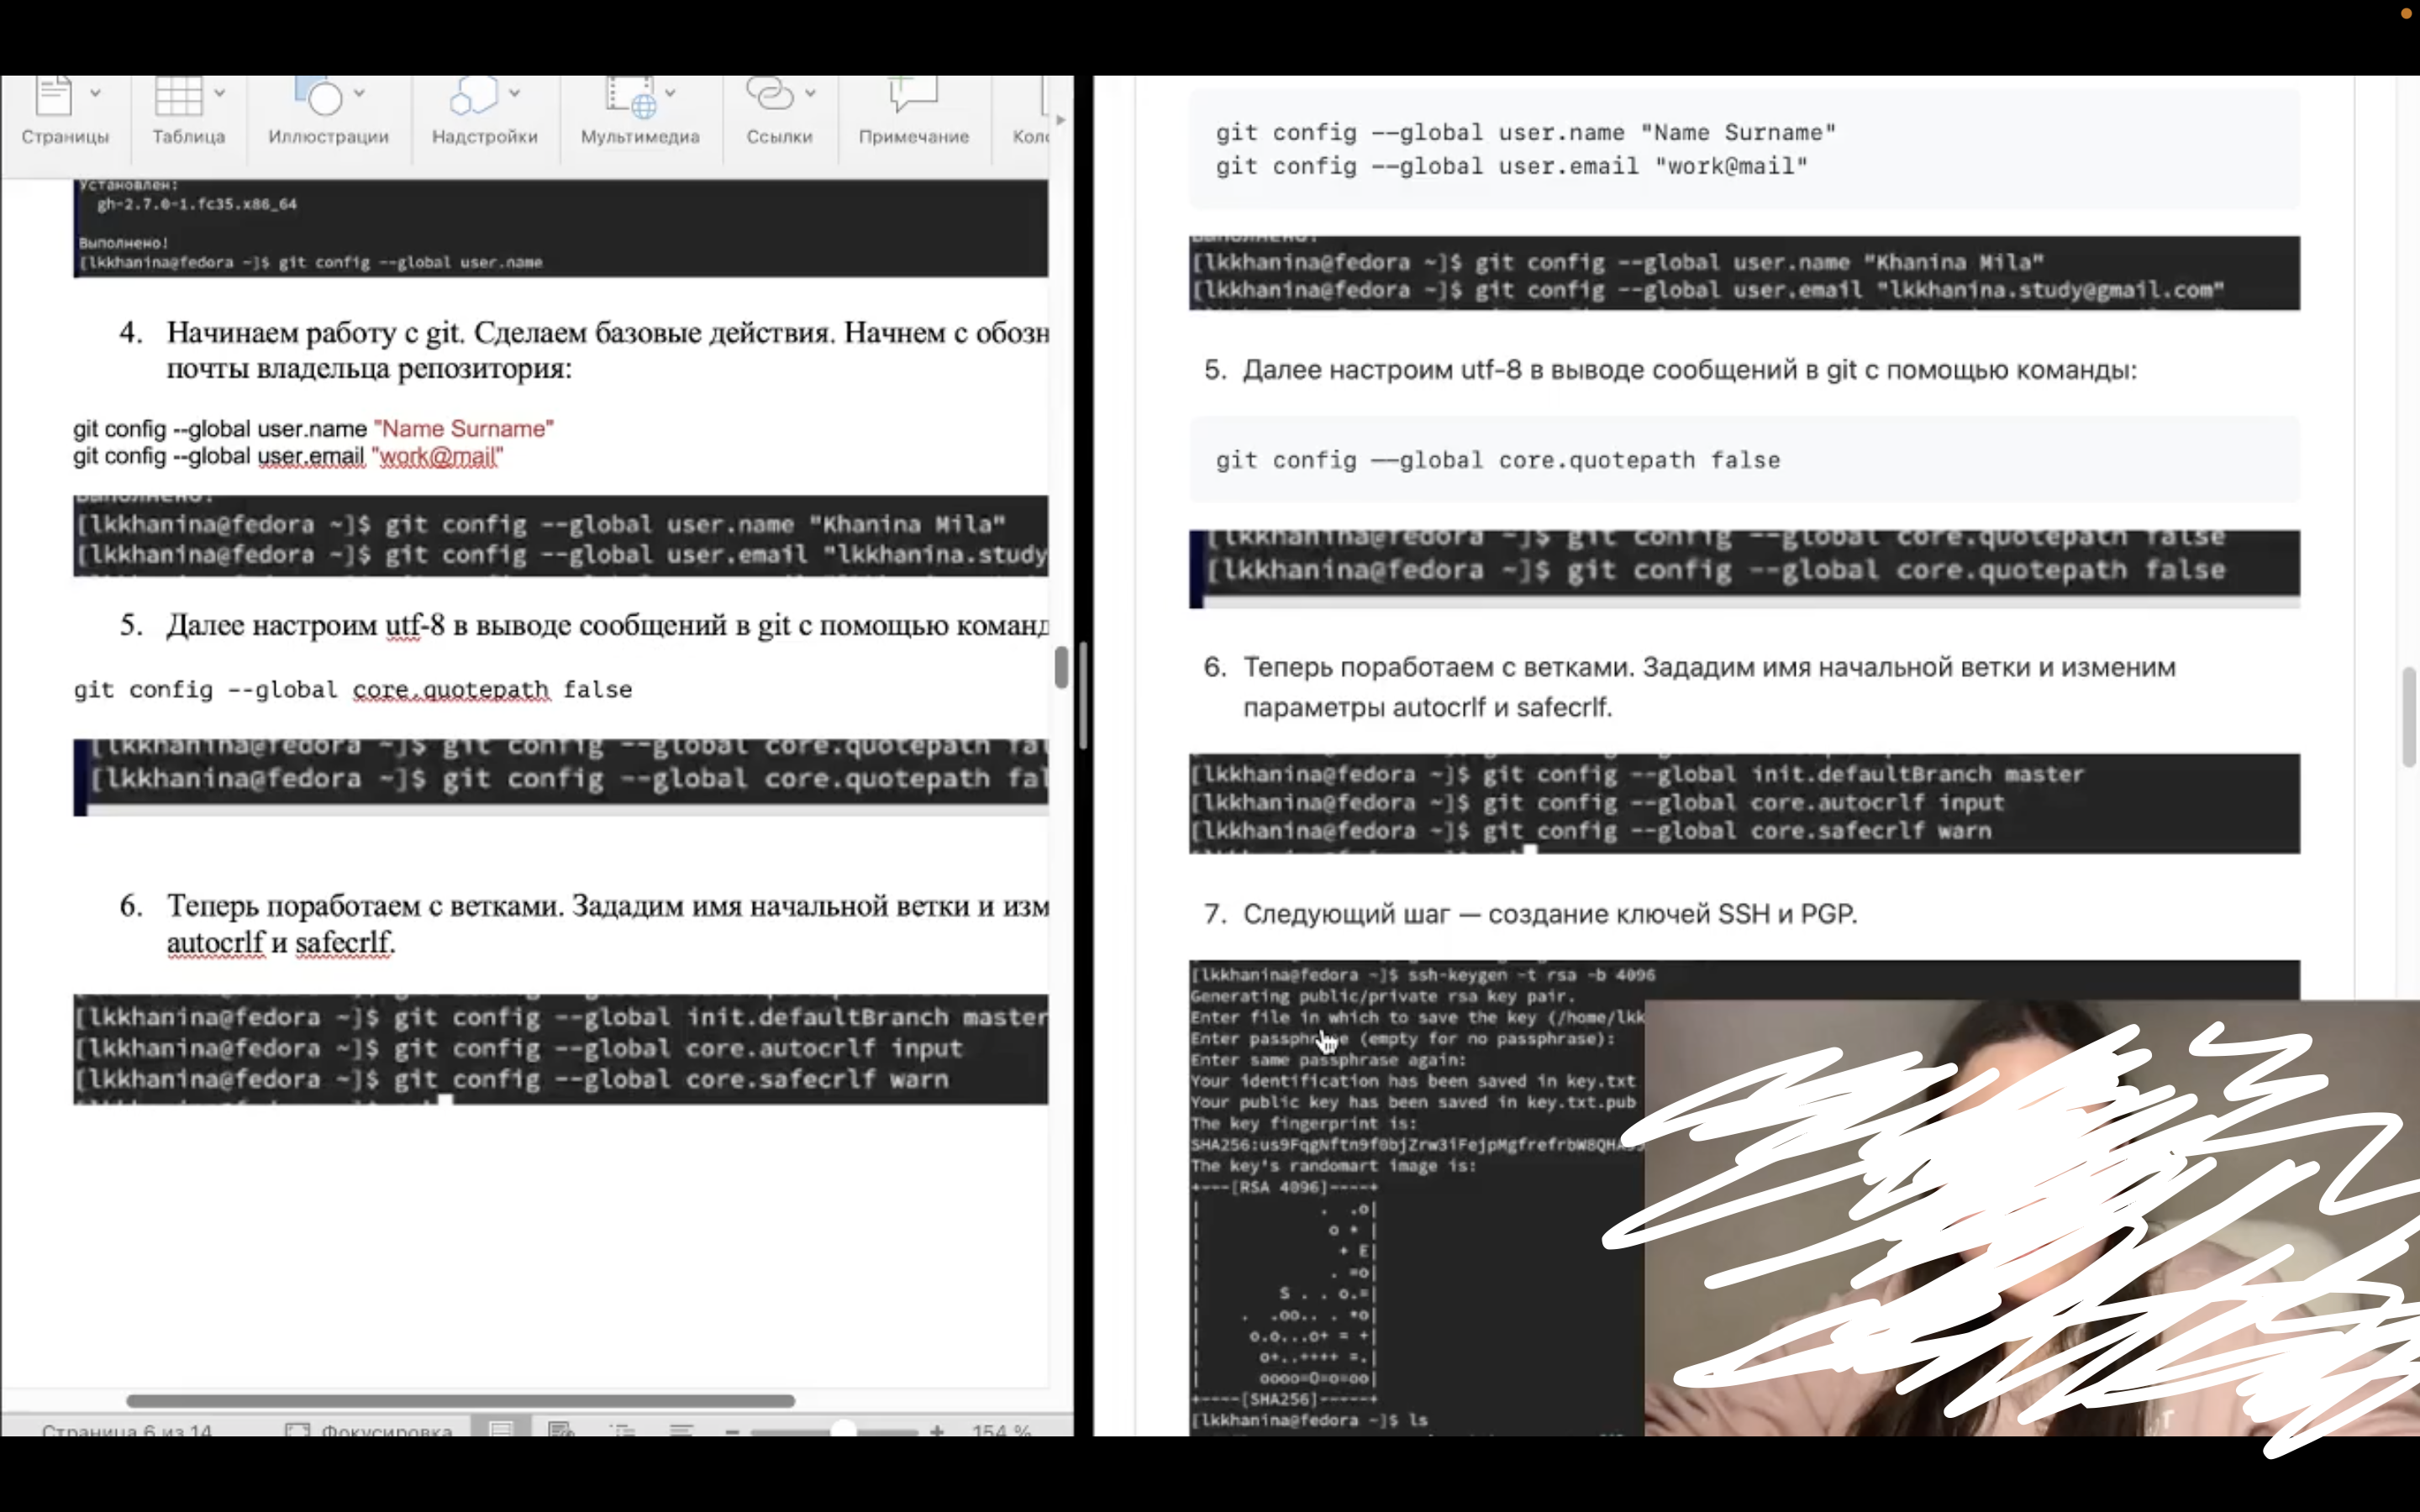 Страницы
Таблица
Иллюстрации
Надстройки
Мультимедиа
Ссылки
Примечание
Установлен:
gh-2.7.0-1.fc35.x86_64
Выполнено!
[lkkhanina@fedora ~]$ git config --global user.name
4. Начинаем работу с git. Сделаем базовые действия. Начнем с
почты владельца репозитория:
git config --global user.name "Name Surname"
git config --global user.email "work@mail"
[lkkhanina@fedora ~]$ git config --global user.name "Khanina Mila"
[lkkhanina@fedora ~]$ git config --global user.email "lkkhanina.study
5. Далее настроим utf-8 в выводе сообщений в git с помощью
git config --global core.quotepath false
[lkkhanina@fedora ~]$ git config --global core.quotepath
[lkkhanina@fedora ~]$ git config --global core.quotepath
6. Теперь поработаем с ветками. Зададим имя начальной ветки и
autocrlf и safecrlf.
[lkkhanina@fedora ~]$ git config --global init.defaultBranch master
[lkkhanina@fedora ~]$ git config --global core.autocrlf input
[lkkhanina@fedora ~]$ git config --global core.safecrlf warn
Страница 6 из 14
Фокусировка
154 %
git config --global user.name "Name Surname"
git config --global user.email "work@mail"
Выполнено!
[lkkhanina@fedora ~]$ git config --global user.name "Khanina Mila"
[lkkhanina@fedora ~]$ git config --global user.email "lkkhanina.study@gmail.com"
5. Далее настроим utf-8 в выводе сообщений в git с помощью команды:
git config —–global core.quotepath false
[lkkhanina@fedora ~]$ git config --global core.quotepath false
[lkkhanina@fedora ~]$ git config --global core.quotepath false
6. Теперь поработаем с ветками. Зададим имя начальной ветки и изменим
параметры autocrlf и safecrlf.
[lkkhanina@fedora ~]$ git config --global init.defaultBranch master
[lkkhanina@fedora ~]$ git config --global core.autocrlf input
[lkkhanina@fedora ~]$ git config --global core.safecrlf warn
7. Следующий шаг — создание ключей SSH и PGP.
[lkkhanina@fedora ~]$ ssh-keygen -t rsa -b 4096
Generating public/private rsa key pair.
Enter file in which to save the key (/home/lkk
Enter passphrase (empty for no passphrase):
Enter same passphrase again:
Your identification has been saved in key.txt
Your public key has been saved in key.txt.pub
The key fingerprint is:
The key's randomart image is:
+---[RSA 4096]----+
| . .o|
| o + |
| + E|
| . =o|
| S . . o.=|
| . .oo.. . *o|
| o.o...o+ = +|
| o+..++++ =.|
| oooo=O=o=oo|
+----[SHA256]-----+
[lkkhanina@fedora ~]$ ls